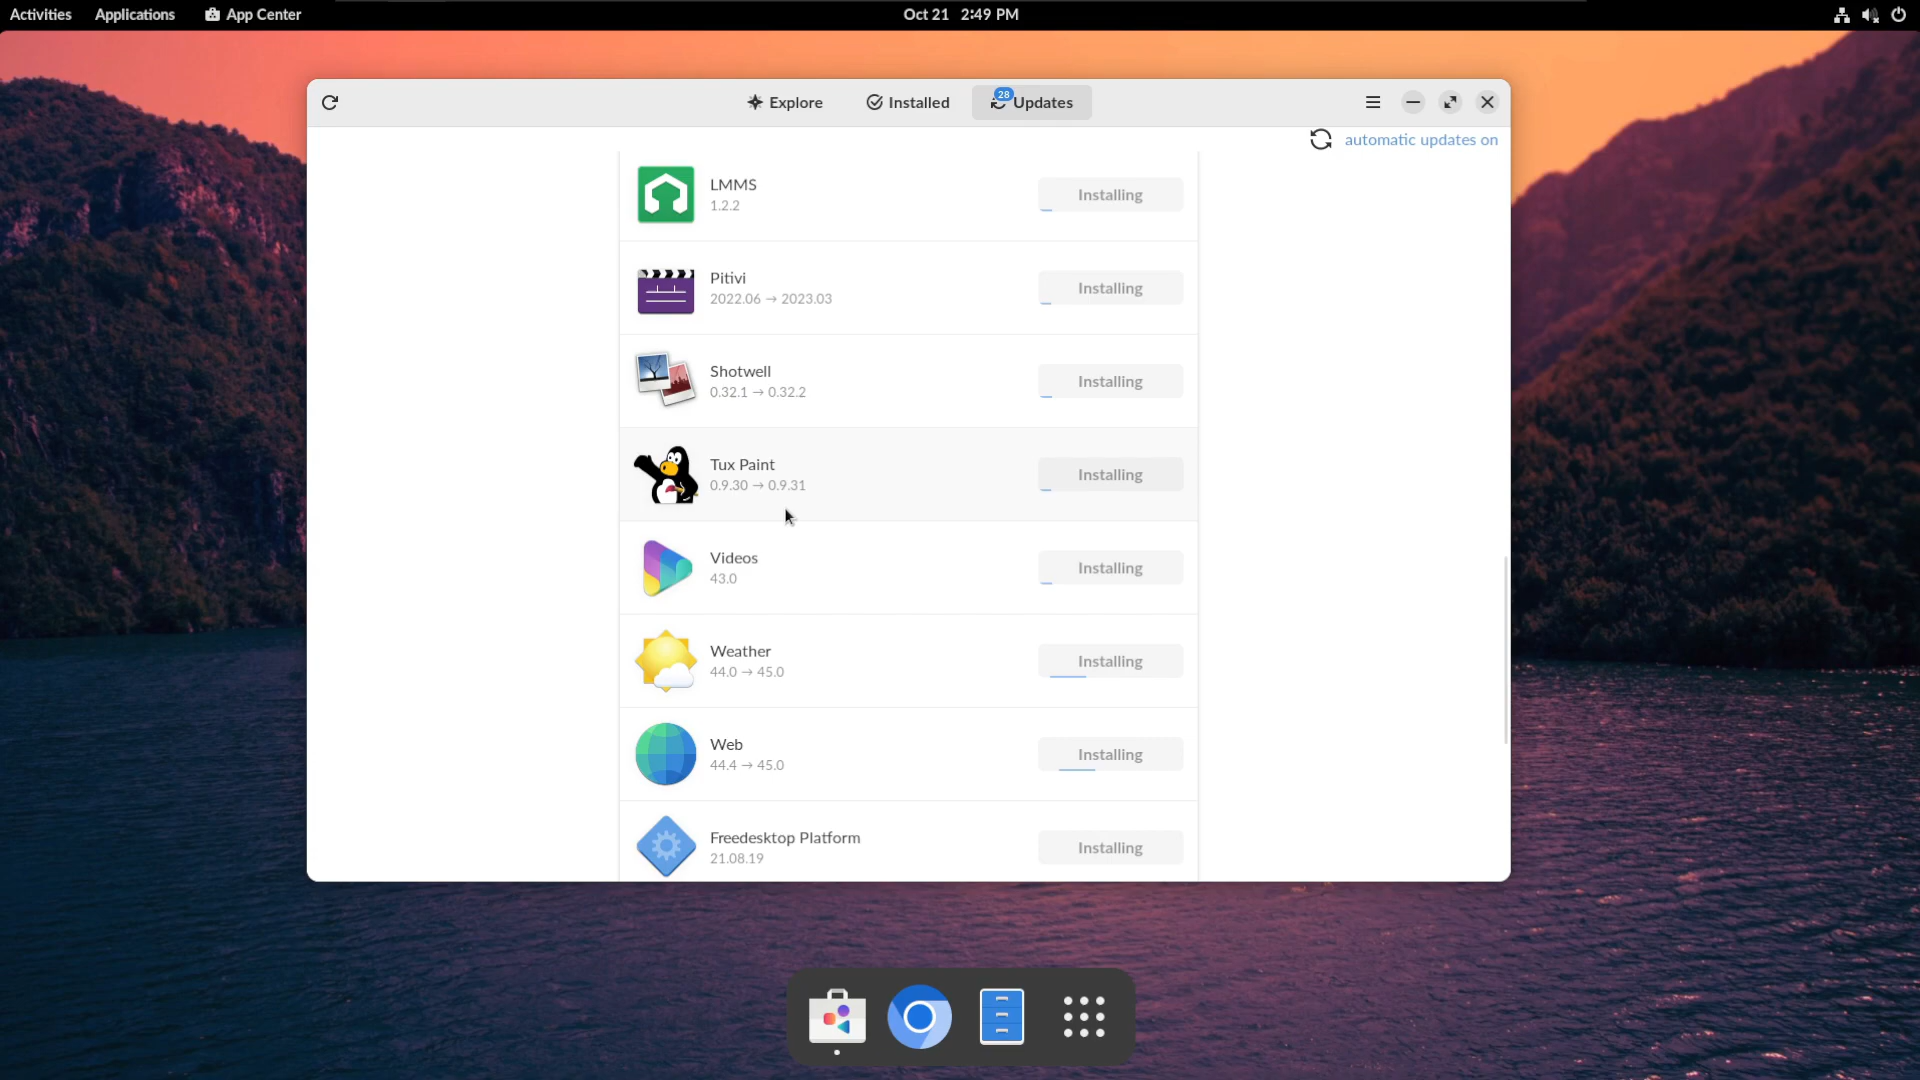 Activities Applications App Center Oct 21 2:49 PM
Explore Installed 28 Updates
automatic updates on
LMMS
1.2.2
Installing
Pitivi
2022.06 → 2023.03
Installing
Shotwell
0.32.1 → 0.32.2
Installing
Tux Paint
0.9.30 → 0.9.31
Installing
Videos
43.0
Installing
Weather
44.0 → 45.0
Installing
Web
44.4 → 45.0
Installing
Freedesktop Platform
21.08.19
Installing